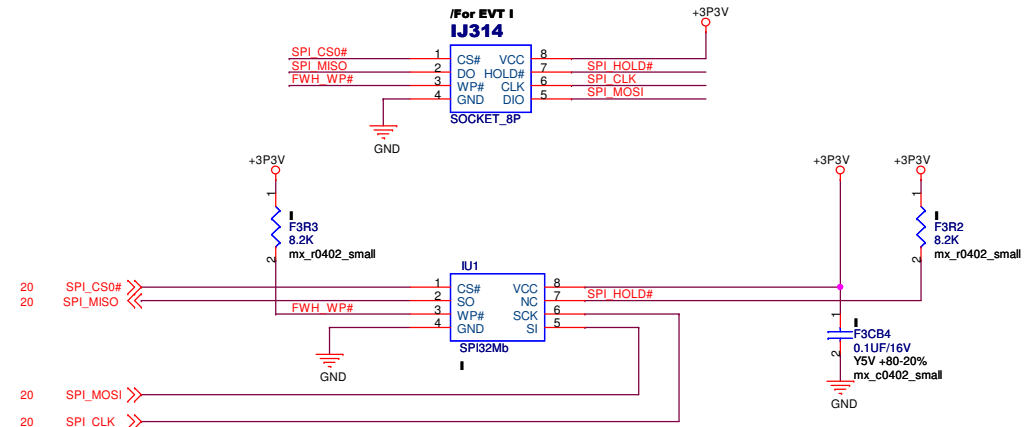 /For EVT I
IJ314
+3P3V
SPI_CS0# 1 CS# VCC 8
SPI_MISO 2 DO HOLD# 7 SPI_HOLD#
FWH_WP# 3 WP# CLK 6 SPI_CLK
4 GND DIO 5 SPI_MOSI
SOCKET_8P
GND
+3P3V
+3P3V
+3P3V
1
I
F3R3
8.2K
mx_r0402_small
2
1
I
F3R2
8.2K
mx_r0402_small
2
IU1
20 SPI_CS0# 1 CS# VCC 8
20 SPI_MISO 2 SO NC 7 SPI_HOLD#
FWH_WP# 3 WP# SCK 6
4 GND SI 5
SPI32Mb
I
GND
1
I
F3CB4
0.1UF/16V
Y5V +80-20%
mx_c0402_small
2
GND
20 SPI_MOSI
20 SPI_CLK